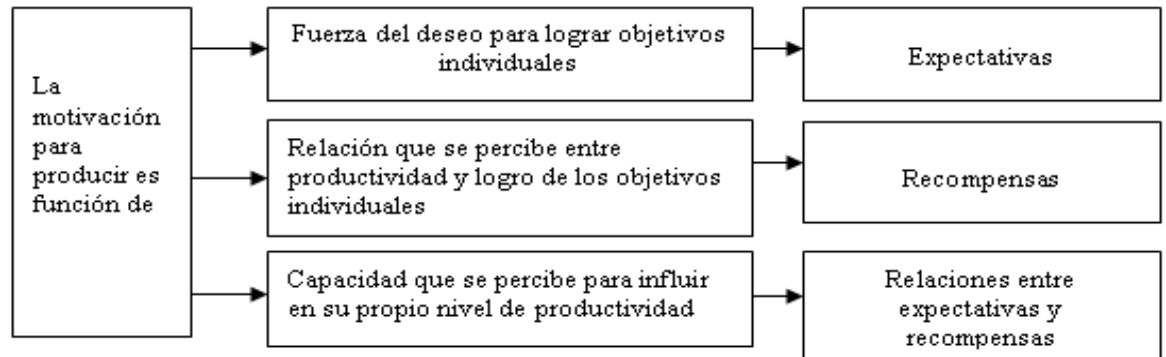 La
motivación
para
producir es
función de
Fuerza del deseo para lograr objetivos
individuales
Expectativas
Relación que se percibe entre
productividad y logro de los objetivos
individuales
Recompensas
Capacidad que se percibe para influir
en su propio nivel de productividad
Relaciones entre
expectativas y
recompensas